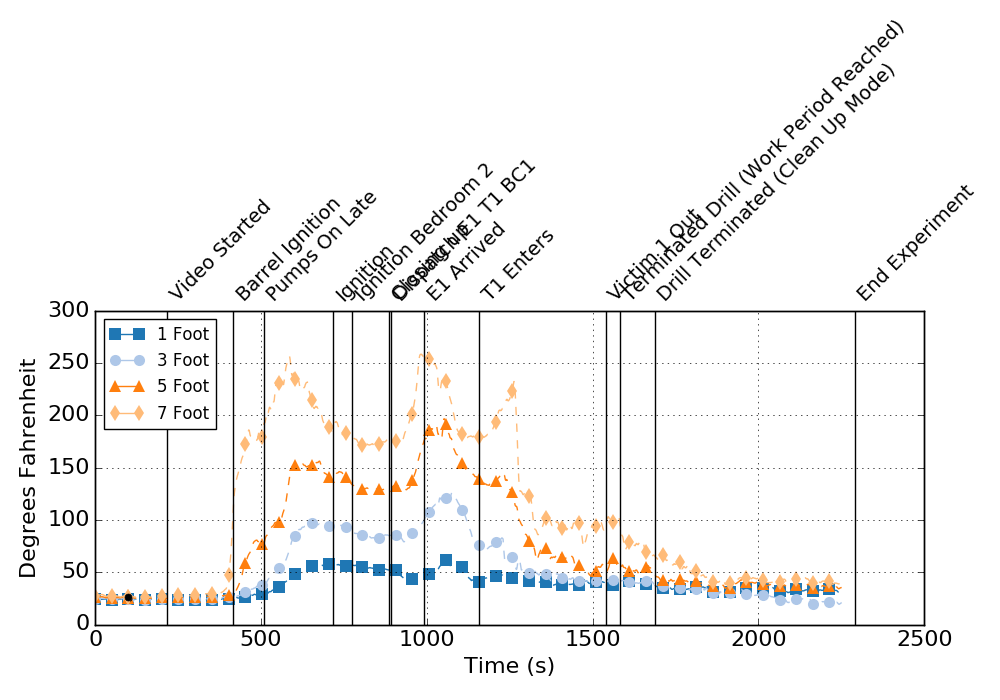 Video Started
Barrel Ignition
Pumps On Late
Ignition
Ignition Bedroom 2
Dispatch E1 T1 BC1
E1 Arrived
T1 Enters
Victim 1 Out
Terminated Drill (Work Period Reached)
Drill Terminated (Clean Up Mode)
End Experiment
300
250
200
150
100
50
0
1 Foot
3 Foot
5 Foot
7 Foot
Degrees Fahrenheit
0 500 1000 1500 2000 2500
Time (s)